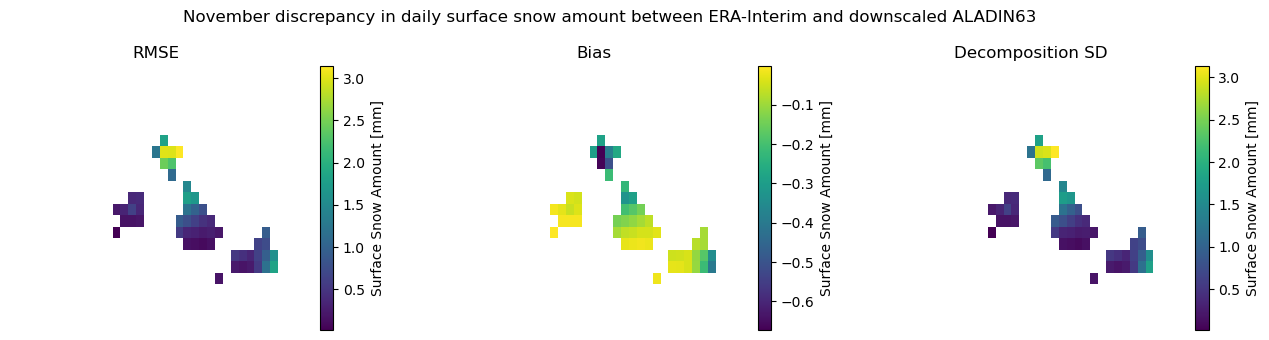 November discrepancy in daily surface snow amount between ERA-Interim and downscaled ALADIN63
RMSE
3.0
2.5
2.0
1.5
1.0
0.5
Surface Snow Amount [mm]
Bias
−0.1
−0.2
−0.3
−0.4
−0.5
−0.6
Surface Snow Amount [mm]
Decomposition SD
3.0
2.5
2.0
1.5
1.0
0.5
Surface Snow Amount [mm]